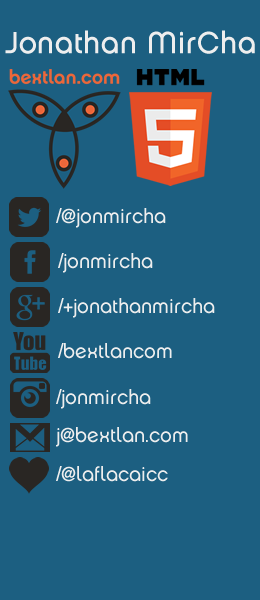 Jonathan MirCha
bextlan.com HTML
5
/@jonmircha
f /jonmircha
g+ /+jonathanmircha
You
Tube /bextlancom
/jonmircha
j@bextlan.com
/@laflacaicc